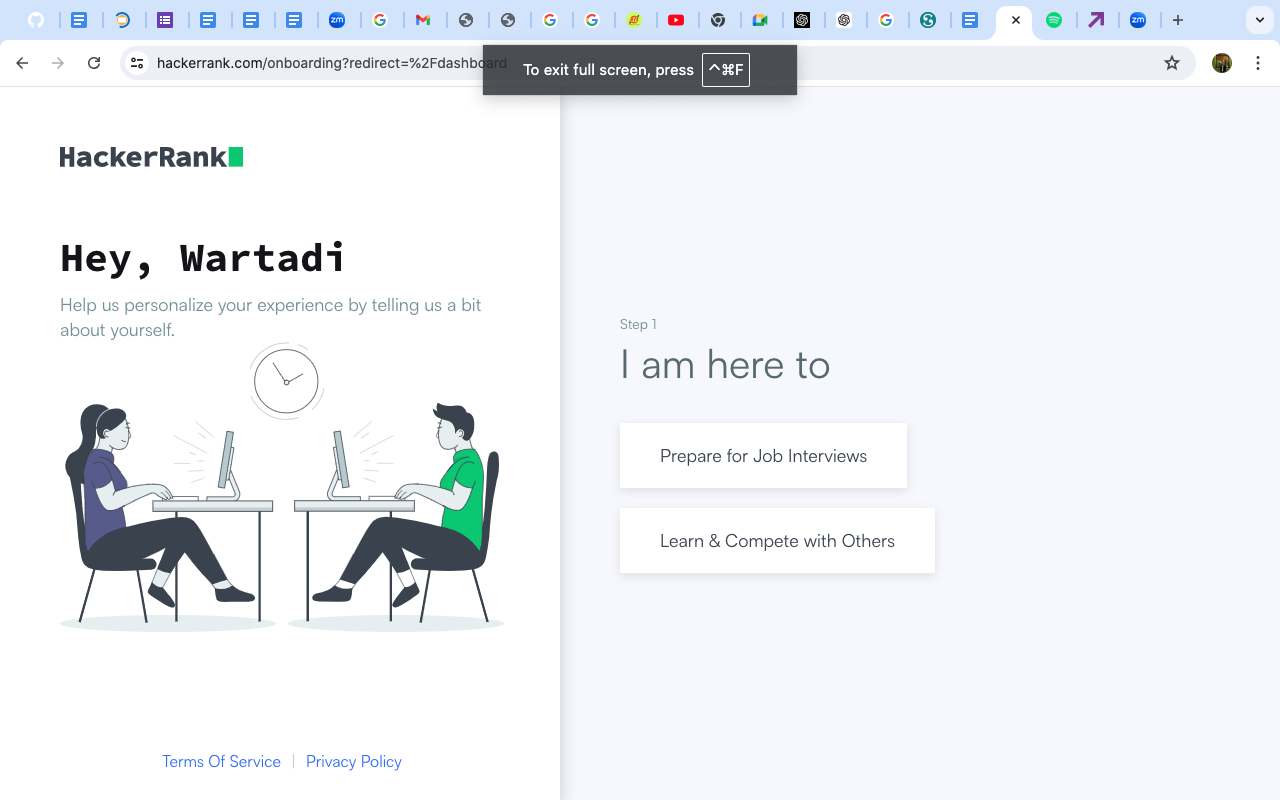 zm
zm
hackerrank.com/onboarding?redirect=%2Fdashboard
To exit full screen, press ^⌘F
HackerRank
Hey, Wartadi
Help us personalize your experience by telling us a bit
about yourself.
Step 1
I am here to
Prepare for Job Interviews
Learn & Compete with Others
Terms Of Service
Privacy Policy